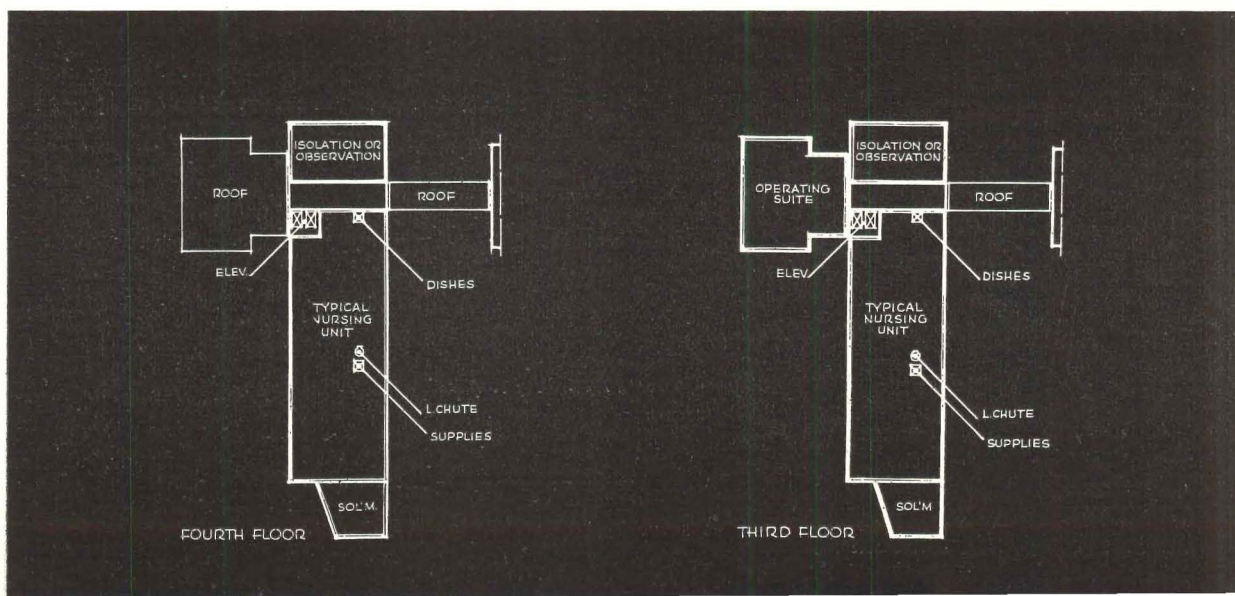 ISOLATION OR
OBSERVATION
ROOF
ROOF
ELEV.
DISHES
TYPICAL
NURSING
UNIT
L.CHUTE
SUPPLIES
SOL'M.
FOURTH FLOOR
ISOLATION OR
OBSERVATION
OPERATING
SUITE
ROOF
ELEV.
DISHES
TYPICAL
NURSING
UNIT
L.CHUTE
SUPPLIES
SOL'M
THIRD FLOOR